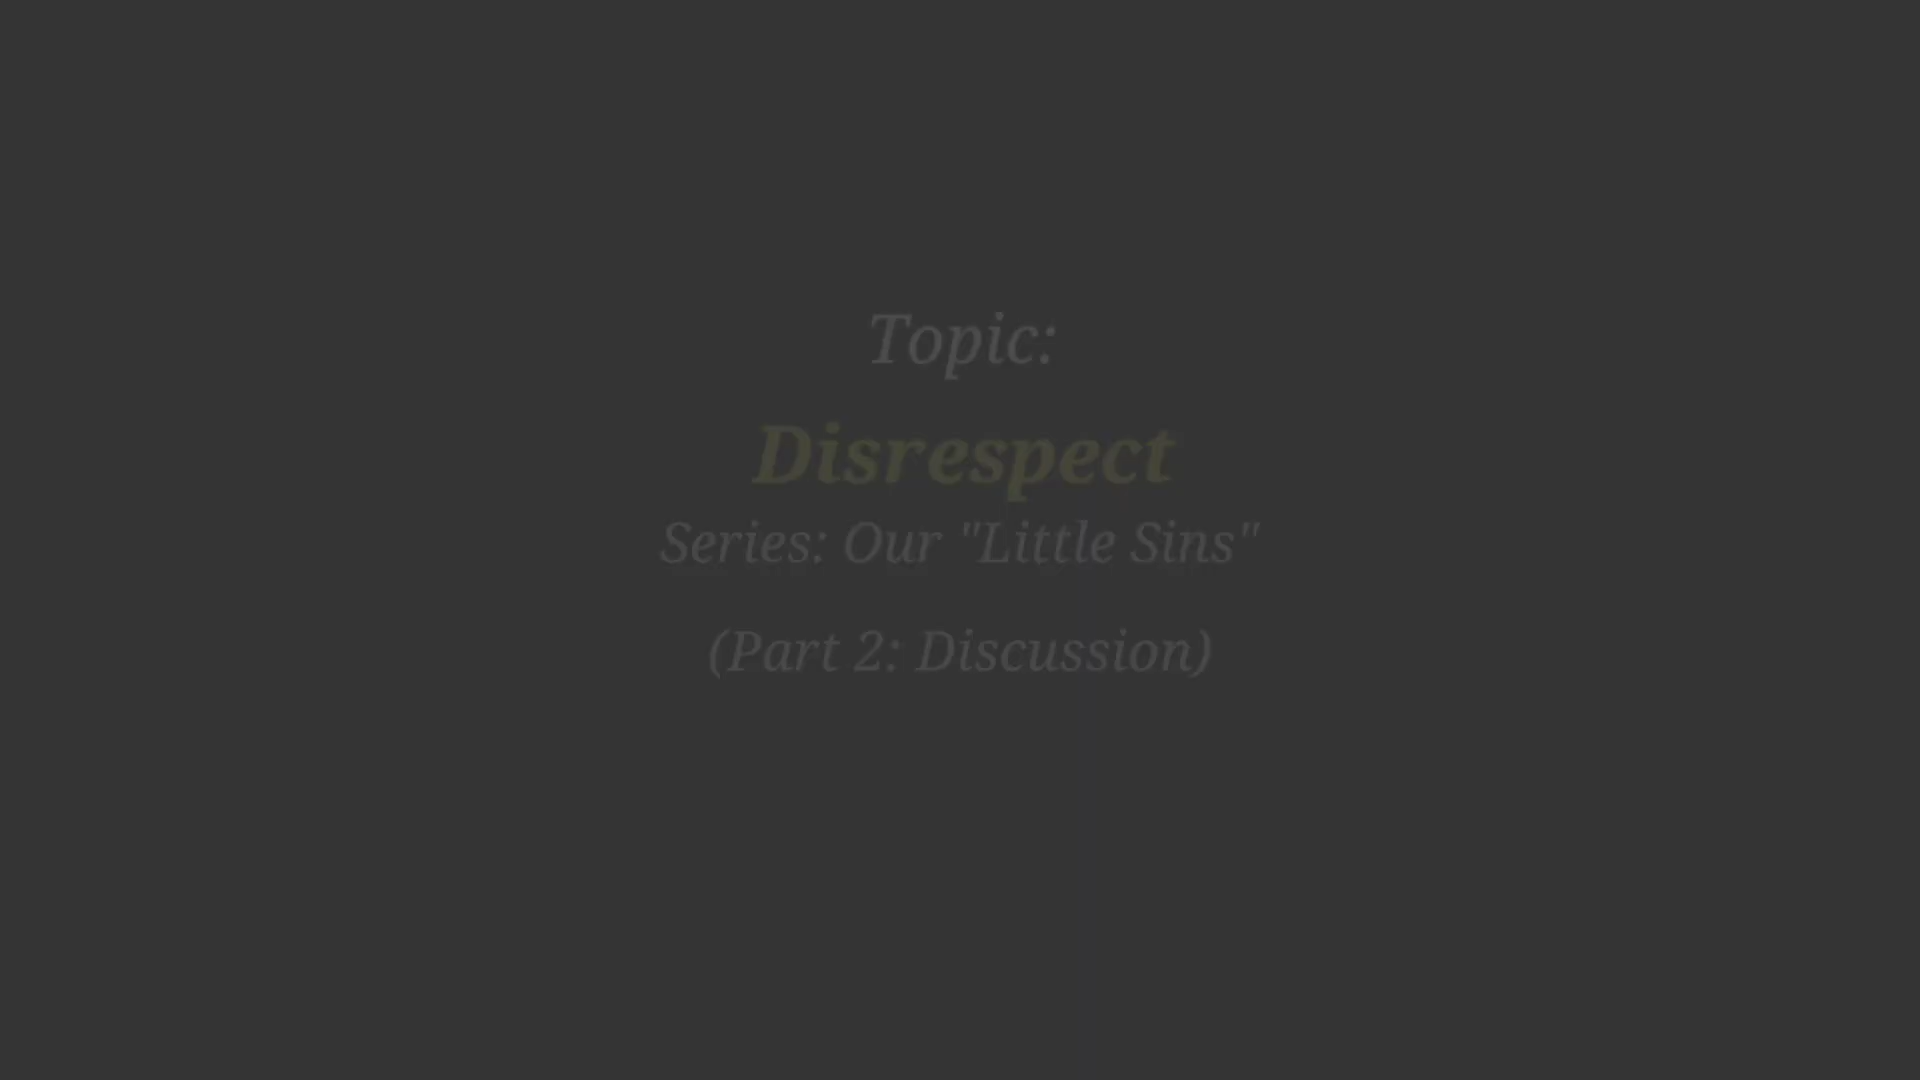 Topic:
Disrespect
Series: Our "Little Sins"
(Part 2: Discussion)